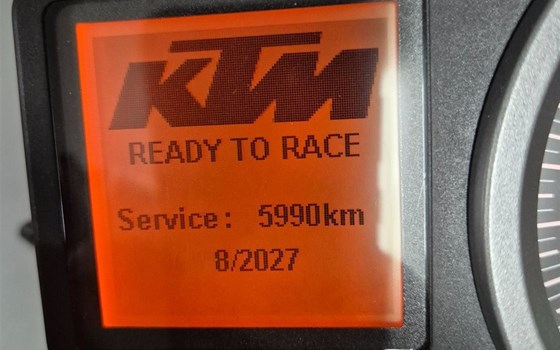 KTM
READY TO RACE
Service: 5990km
8/2027